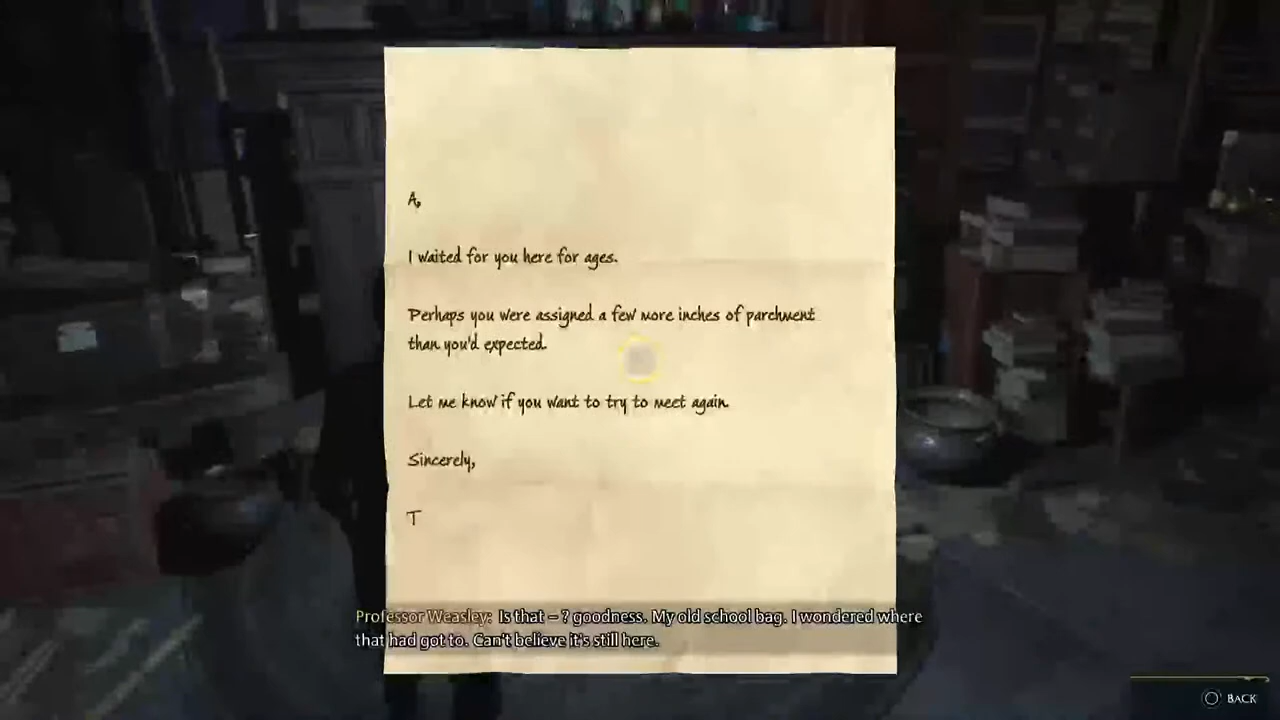 A,
I waited for you here for ages.
Perhaps you were assigned a few more inches of parchment
than you'd expected.
Let me know if you want to try to meet again.
Sincerely,
T
Professor Weasley: Is that – ? goodness. My old school bag. I wondered where
that had got to. Can't believe it's still here.
BACK